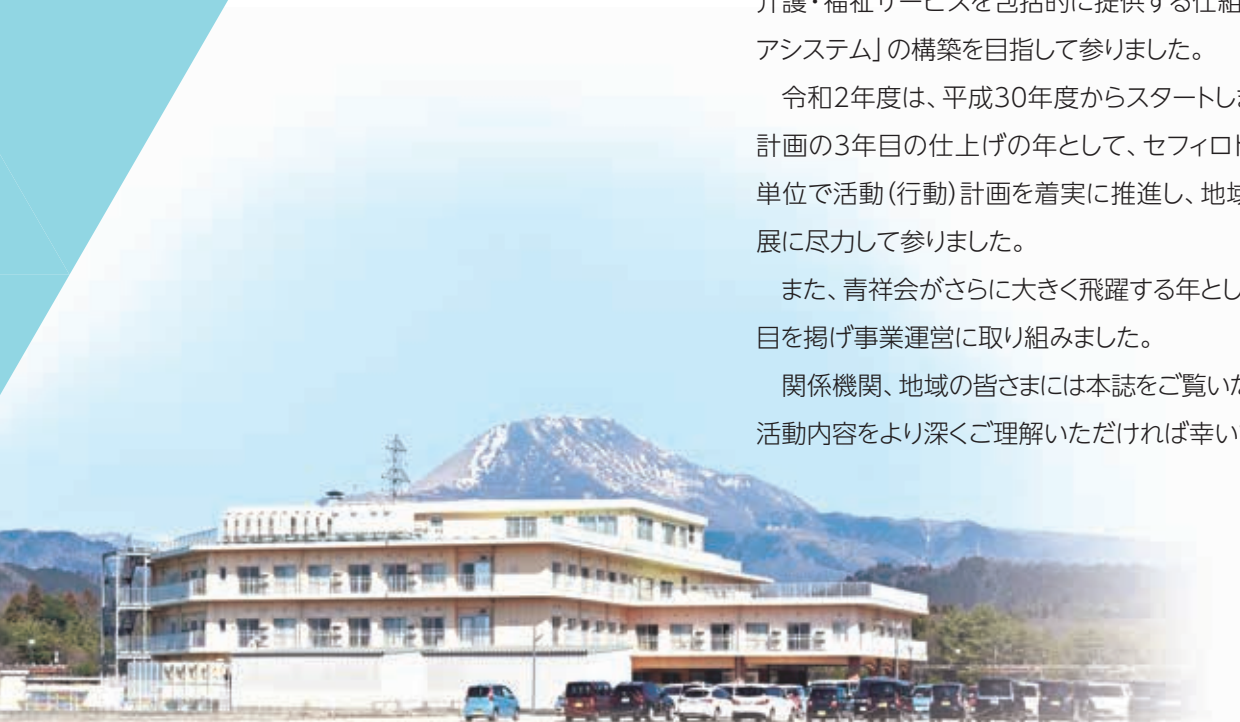 介護・福祉サービスを包括的に提供する仕組
アシステム」の構築を目指して参りました。
令和2年度は、平成30年度からスタートしま
計画の3年目の仕上げの年として、セフィロト
単位で活動(行動)計画を着実に推進し、地域
展に尽力して参りました。
また、青祥会がさらに大きく飛躍する年とし
目を掲げ事業運営に取り組みました。
関係機関、地域の皆さまには本誌をご覧いた
活動内容をより深くご理解いただければ幸い